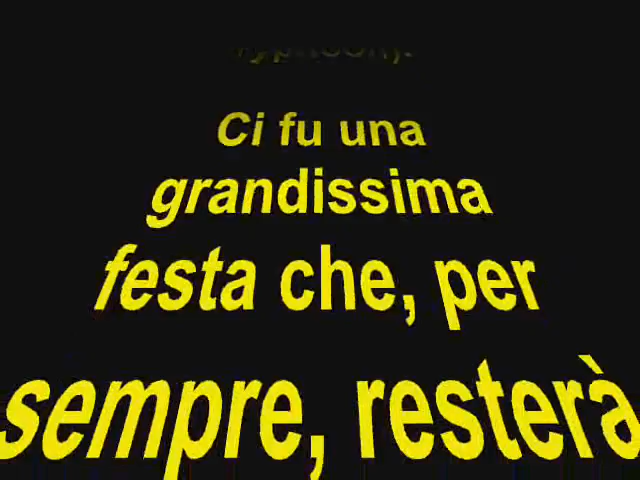 Ci fu una
grandissima
festa che, per
sempre, resterà